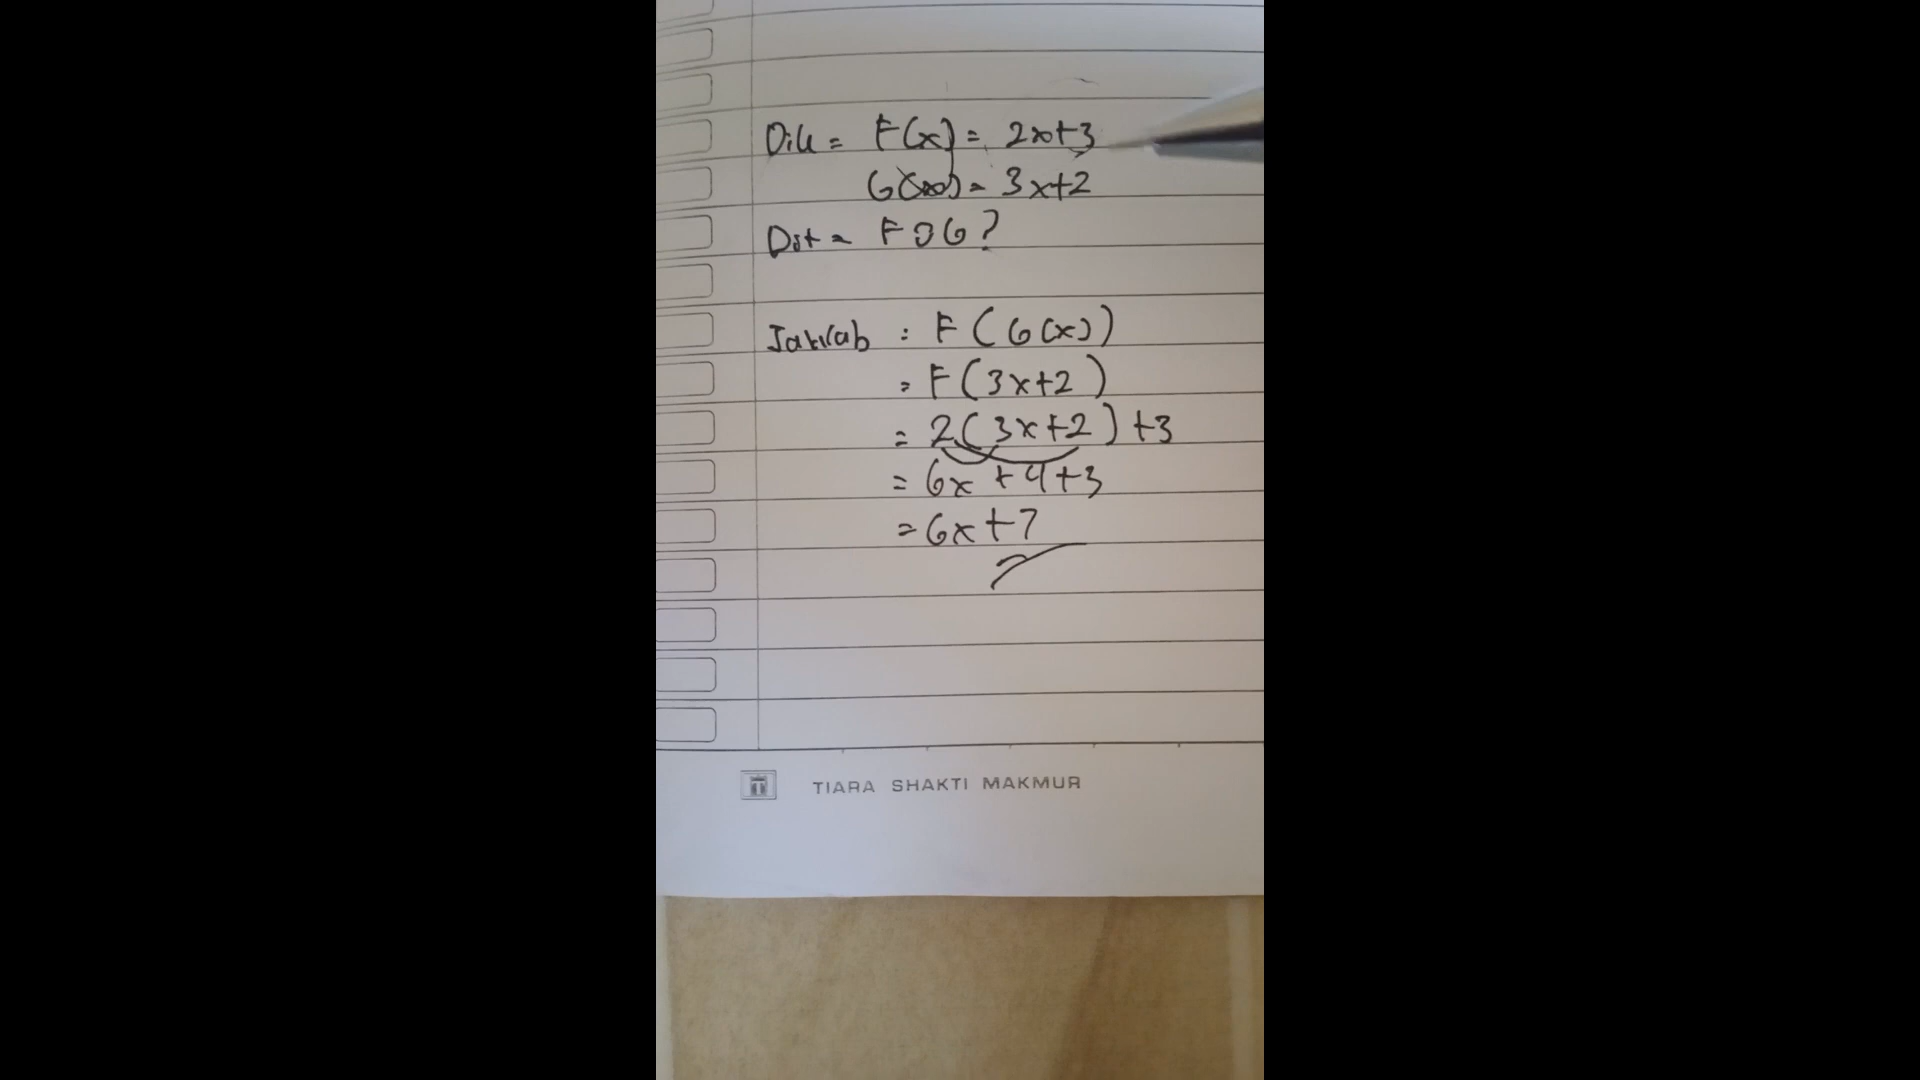 Dik = F(x) = 2x+3
G(x) = 3x+2
Dit = F O G ?
Jawab : F ( G(x) )
= F ( 3x+2 )
= 2 ( 3x+2 ) +3
= 6x + 4 + 3
= 6x + 7
TIARA SHAKTI MAKMUR